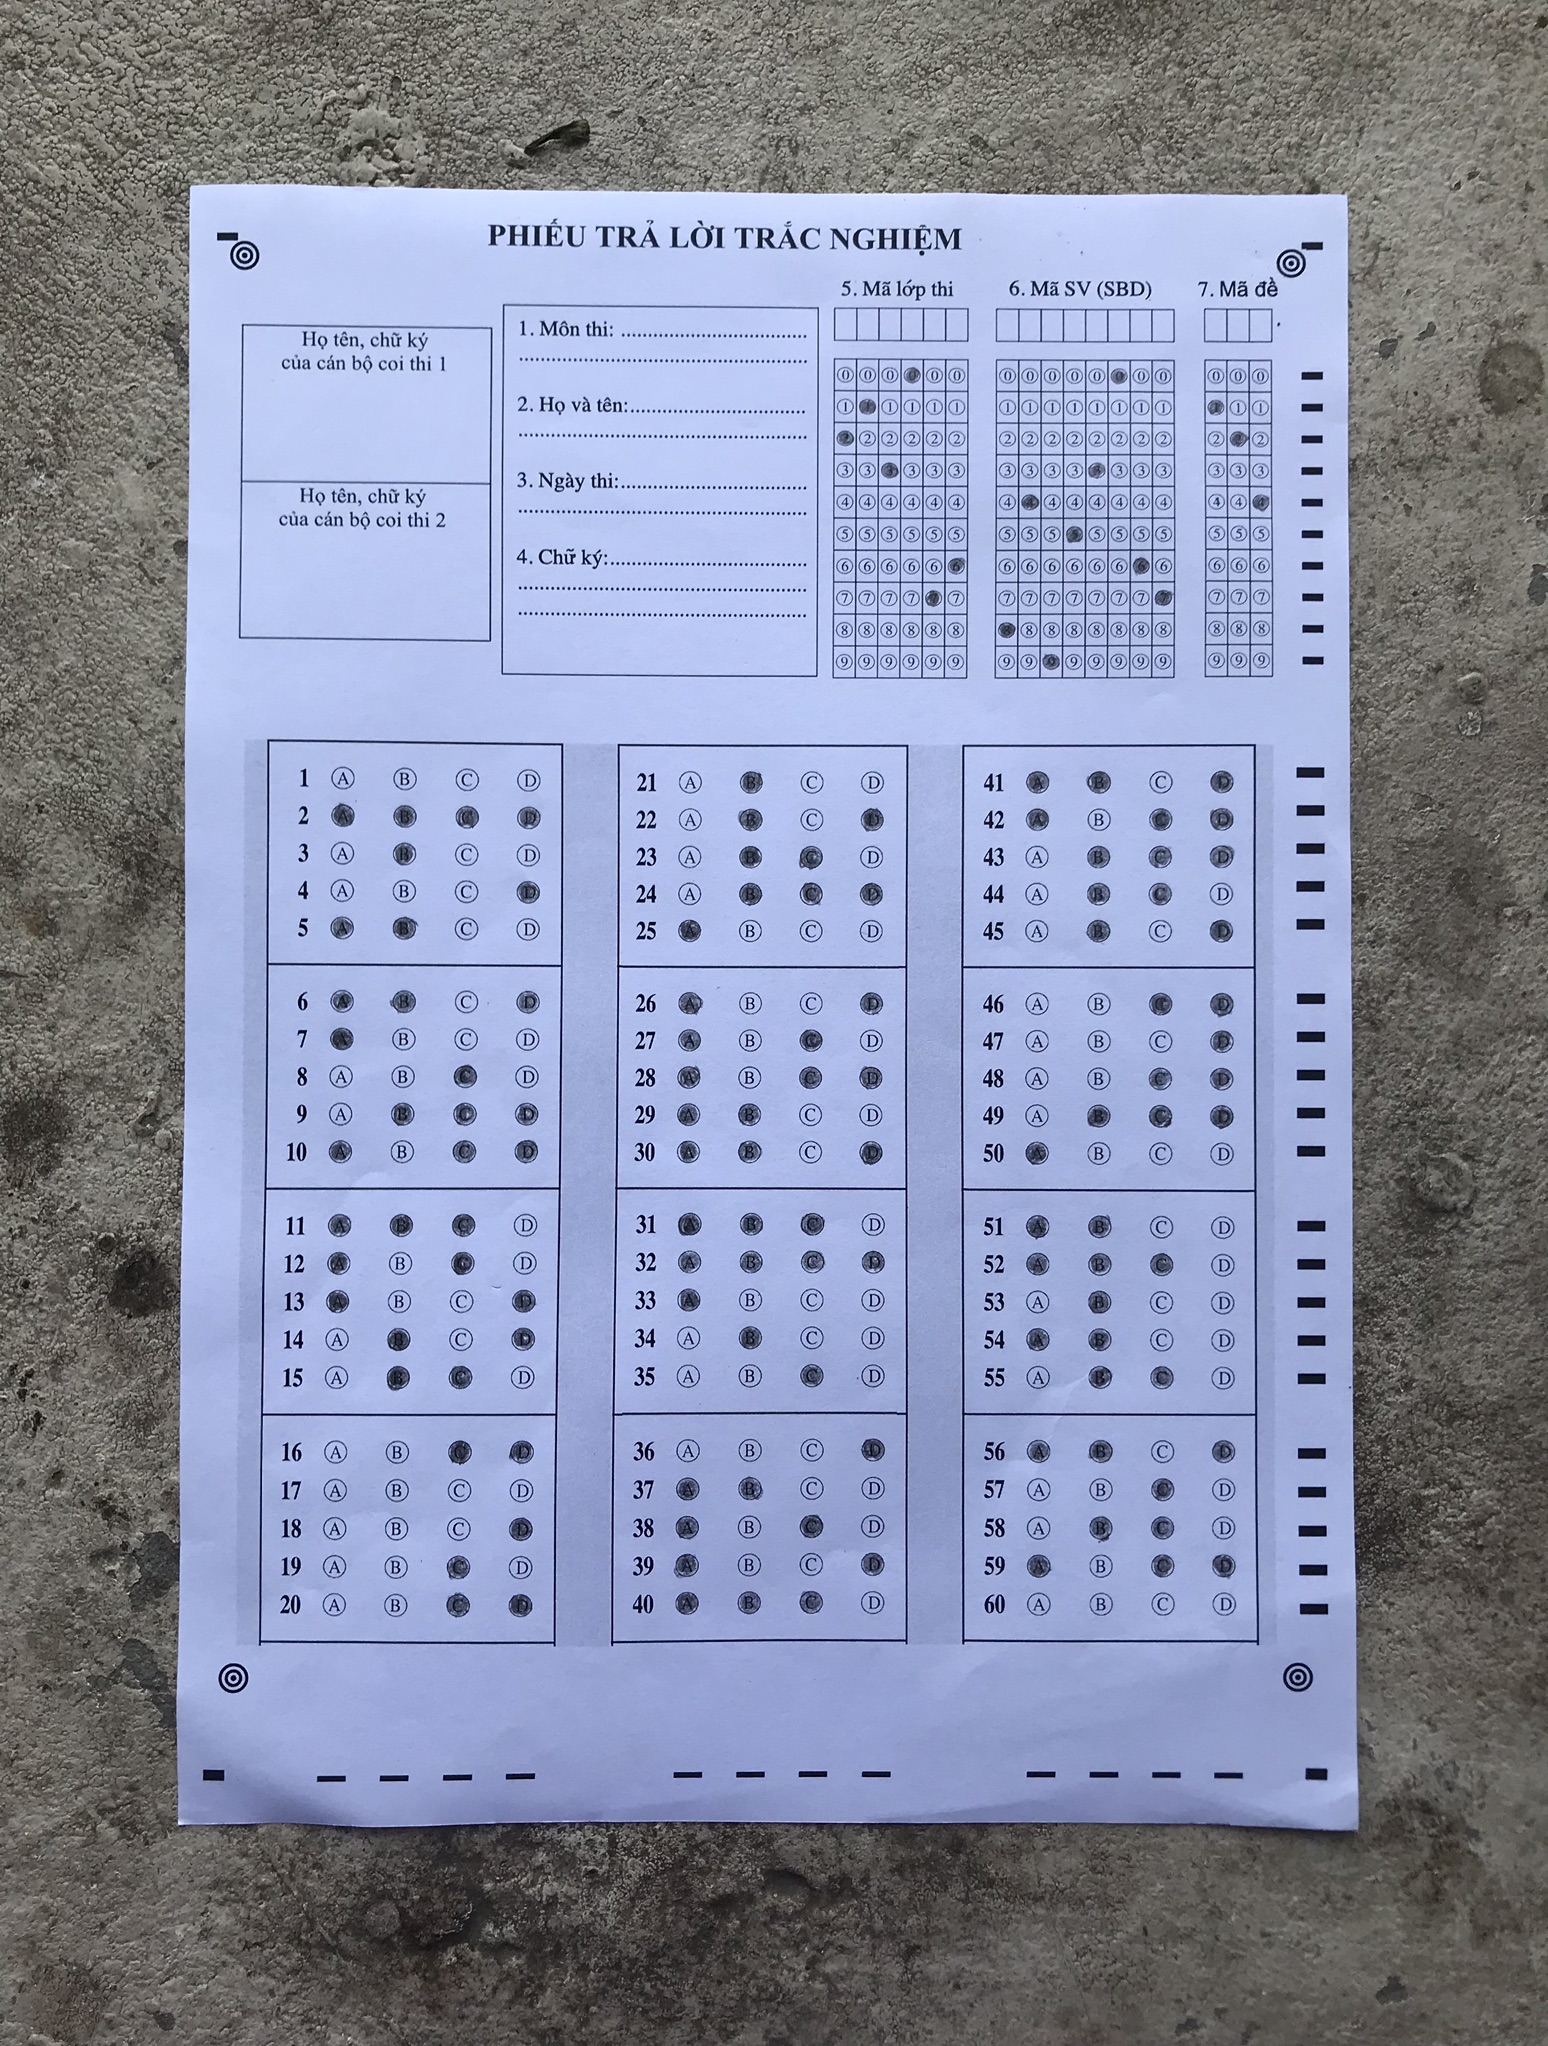 PHIẾU TRẢ LỜI TRẮC NGHIỆM
5. Mã lớp thi 6. Mã SV (SBD) 7. Mã đề
Họ tên, chữ ký
của cán bộ coi thi 1
Họ tên, chữ ký
của cán bộ coi thi 2
1. Môn thi:
2. Họ và tên:
3. Ngày thi:
4. Chữ ký:
0 0 0 0 0 0 0 0 0 0 0 0 0 0 0 0 0
1 1 1 1 1 1 1 1 1 1 1 1 1 1 1 1 1
2 2 2 2 2 2 2 2 2 2 2 2 2 2 2 2 2
3 3 3 3 3 3 3 3 3 3 3 3 3 3 3 3 3
4 4 4 4 4 4 4 4 4 4 4 4 4 4 4 4 4
5 5 5 5 5 5 5 5 5 5 5 5 5 5 5 5 5
6 6 6 6 6 6 6 6 6 6 6 6 6 6 6 6 6
7 7 7 7 7 7 7 7 7 7 7 7 7 7 7 7 7
8 8 8 8 8 8 8 8 8 8 8 8 8 8 8 8 8
9 9 9 9 9 9 9 9 9 9 9 9 9 9 9 9 9
1 A B C D
2 A B C D
3 A B C D
4 A B C D
5 A B C D
6 A B C D
7 A B C D
8 A B C D
9 A B C D
10 A B C D
11 A B C D
12 A B C D
13 A B C D
14 A B C D
15 A B C D
16 A B C D
17 A B C D
18 A B C D
19 A B C D
20 A B C D
21 A B C D
22 A B C D
23 A B C D
24 A B C D
25 A B C D
26 A B C D
27 A B C D
28 A B C D
29 A B C D
30 A B C D
31 A B C D
32 A B C D
33 A B C D
34 A B C D
35 A B C D
36 A B C D
37 A B C D
38 A B C D
39 A B C D
40 A B C D
41 A B C D
42 A B C D
43 A B C D
44 A B C D
45 A B C D
46 A B C D
47 A B C D
48 A B C D
49 A B C D
50 A B C D
51 A B C D
52 A B C D
53 A B C D
54 A B C D
55 A B C D
56 A B C D
57 A B C D
58 A B C D
59 A B C D
60 A B C D